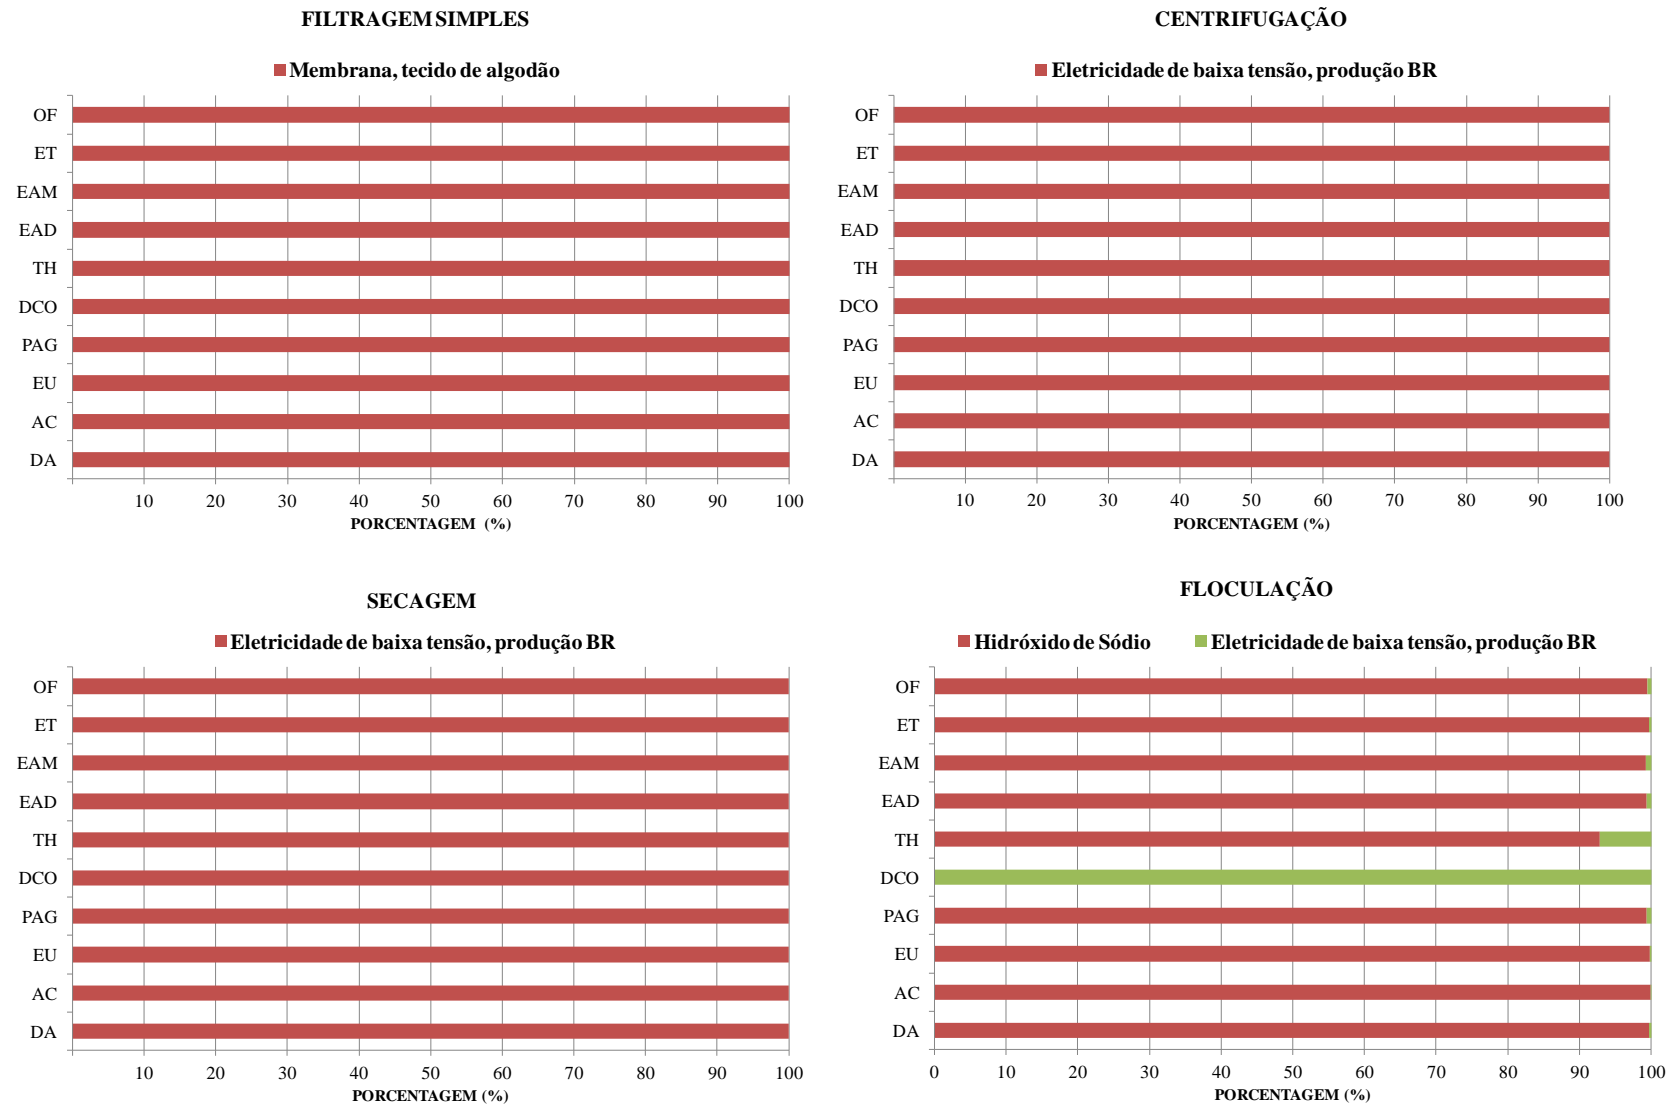 FILTRAGEM SIMPLES
Membrana, tecido de algodão
OF
ET
EAM
EAD
TH
DCO
PAG
EU
AC
DA
10 20 30 40 50 60 70 80 90 100
PORCENTAGEM (%)
CENTRIFUGAÇÃO
Eletricidade de baixa tensão, produção BR
OF
ET
EAM
EAD
TH
DCO
PAG
EU
AC
DA
10 20 30 40 50 60 70 80 90 100
PORCENTAGEM (%)
SECAGEM
Eletricidade de baixa tensão, produção BR
OF
ET
EAM
EAD
TH
DCO
PAG
EU
AC
DA
10 20 30 40 50 60 70 80 90 100
PORCENTAGEM (%)
FLOCULAÇÃO
Hidróxido de Sódio Eletricidade de baixa tensão, produção BR
OF
ET
EAM
EAD
TH
DCO
PAG
EU
AC
DA
0 10 20 30 40 50 60 70 80 90 100
PORCENTAGEM (%)